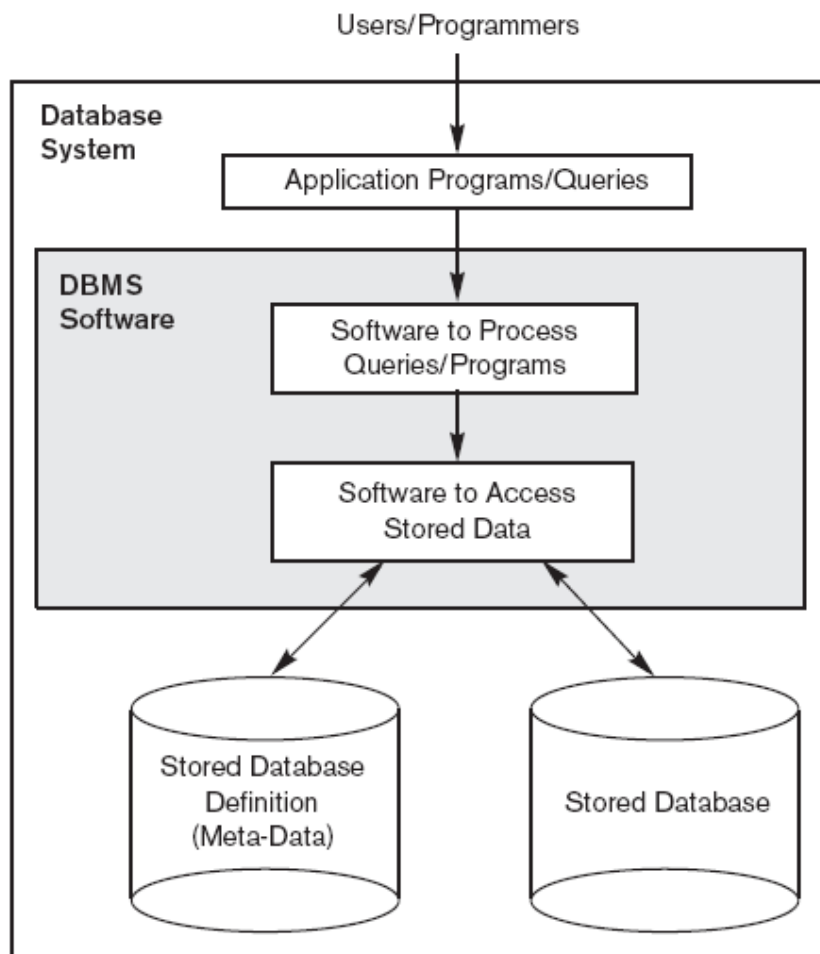 Users/Programmers
Database
System
Application Programs/Queries
DBMS
Software
Software to Process
Queries/Programs
Software to Access
Stored Data
Stored Database
Definition
(Meta-Data)
Stored Database